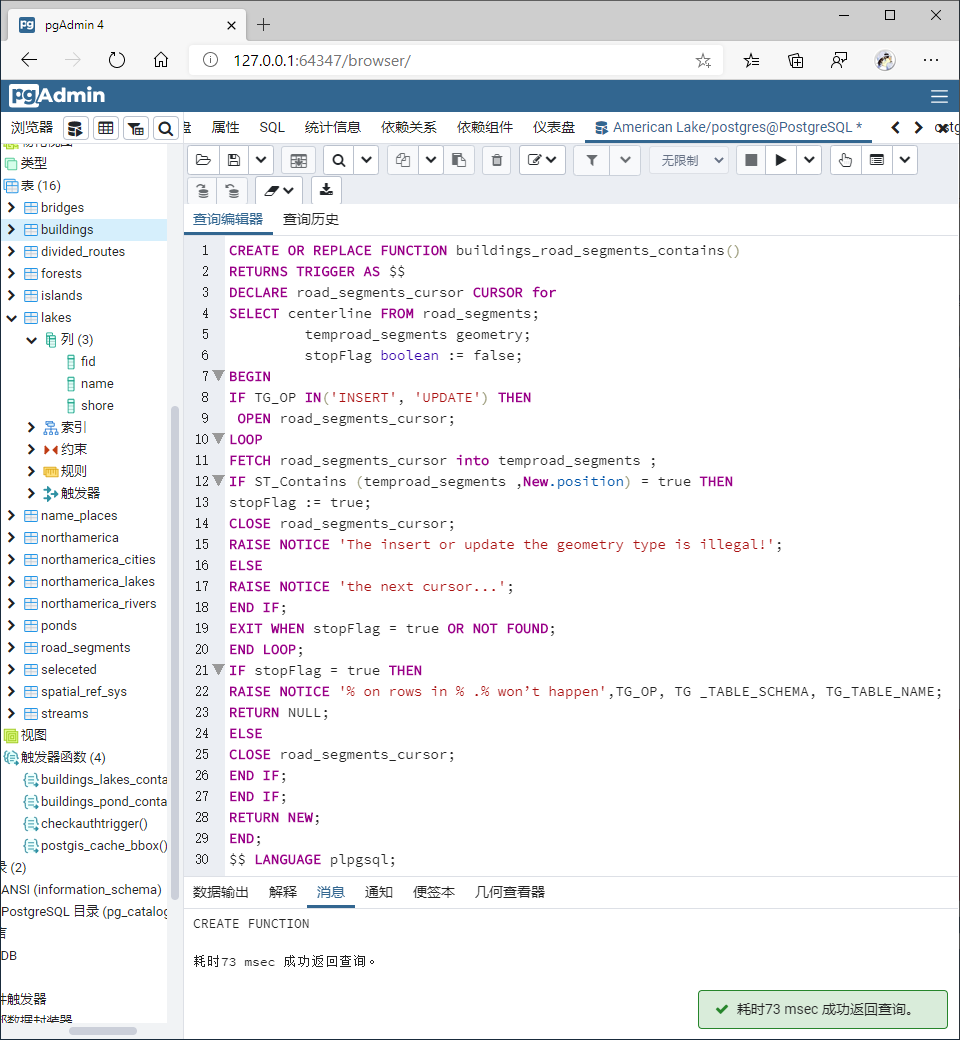 pgAdmin 4
127.0.0.1:64347/browser/
pgAdmin
浏览器
属性
SQL
统计信息
依赖关系
依赖组件
仪表盘
American Lake/postgres@PostgreSQL *
无限制
查询编辑器
查询历史
类型
表 (16)
bridges
buildings
divided_routes
forests
islands
lakes
列 (3)
fid
name
shore
索引
约束
规则
触发器
name_places
northamerica
northamerica_cities
northamerica_lakes
northamerica_rivers
ponds
road_segments
seleceted
spatial_ref_sys
streams
视图
触发器函数 (4)
buildings_lakes_conta
buildings_pond_conta
checkauthtrigger()
postgis_cache_bbox()
(2)
ANSI (information_schema)
PostgreSQL 目录 (pg_catalog
DB
触发器
1 CREATE OR REPLACE FUNCTION buildings_road_segments_contains()
2 RETURNS TRIGGER AS $$
3 DECLARE road_segments_cursor CURSOR for
4 SELECT centerline FROM road_segments;
5 temproad_segments geometry;
6 stopFlag boolean := false;
7 BEGIN
8 IF TG_OP IN('INSERT', 'UPDATE') THEN
9 OPEN road_segments_cursor;
10 LOOP
11 FETCH road_segments_cursor into temproad_segments ;
12 IF ST_Contains (temproad_segments ,New.position) = true THEN
13 stopFlag := true;
14 CLOSE road_segments_cursor;
15 RAISE NOTICE 'The insert or update the geometry type is illegal!';
16 ELSE
17 RAISE NOTICE 'the next cursor...';
18 END IF;
19 EXIT WHEN stopFlag = true OR NOT FOUND;
20 END LOOP;
21 IF stopFlag = true THEN
22 RAISE NOTICE '% on rows in % .% won’t happen',TG_OP, TG _TABLE_SCHEMA, TG_TABLE_NAME;
23 RETURN NULL;
24 ELSE
25 CLOSE road_segments_cursor;
26 END IF;
27 END IF;
28 RETURN NEW;
29 END;
30 $$ LANGUAGE plpgsql;
数据输出
解释
消息
通知
便签本
几何查看器
CREATE FUNCTION
耗时73 msec 成功返回查询。
耗时73 msec 成功返回查询。